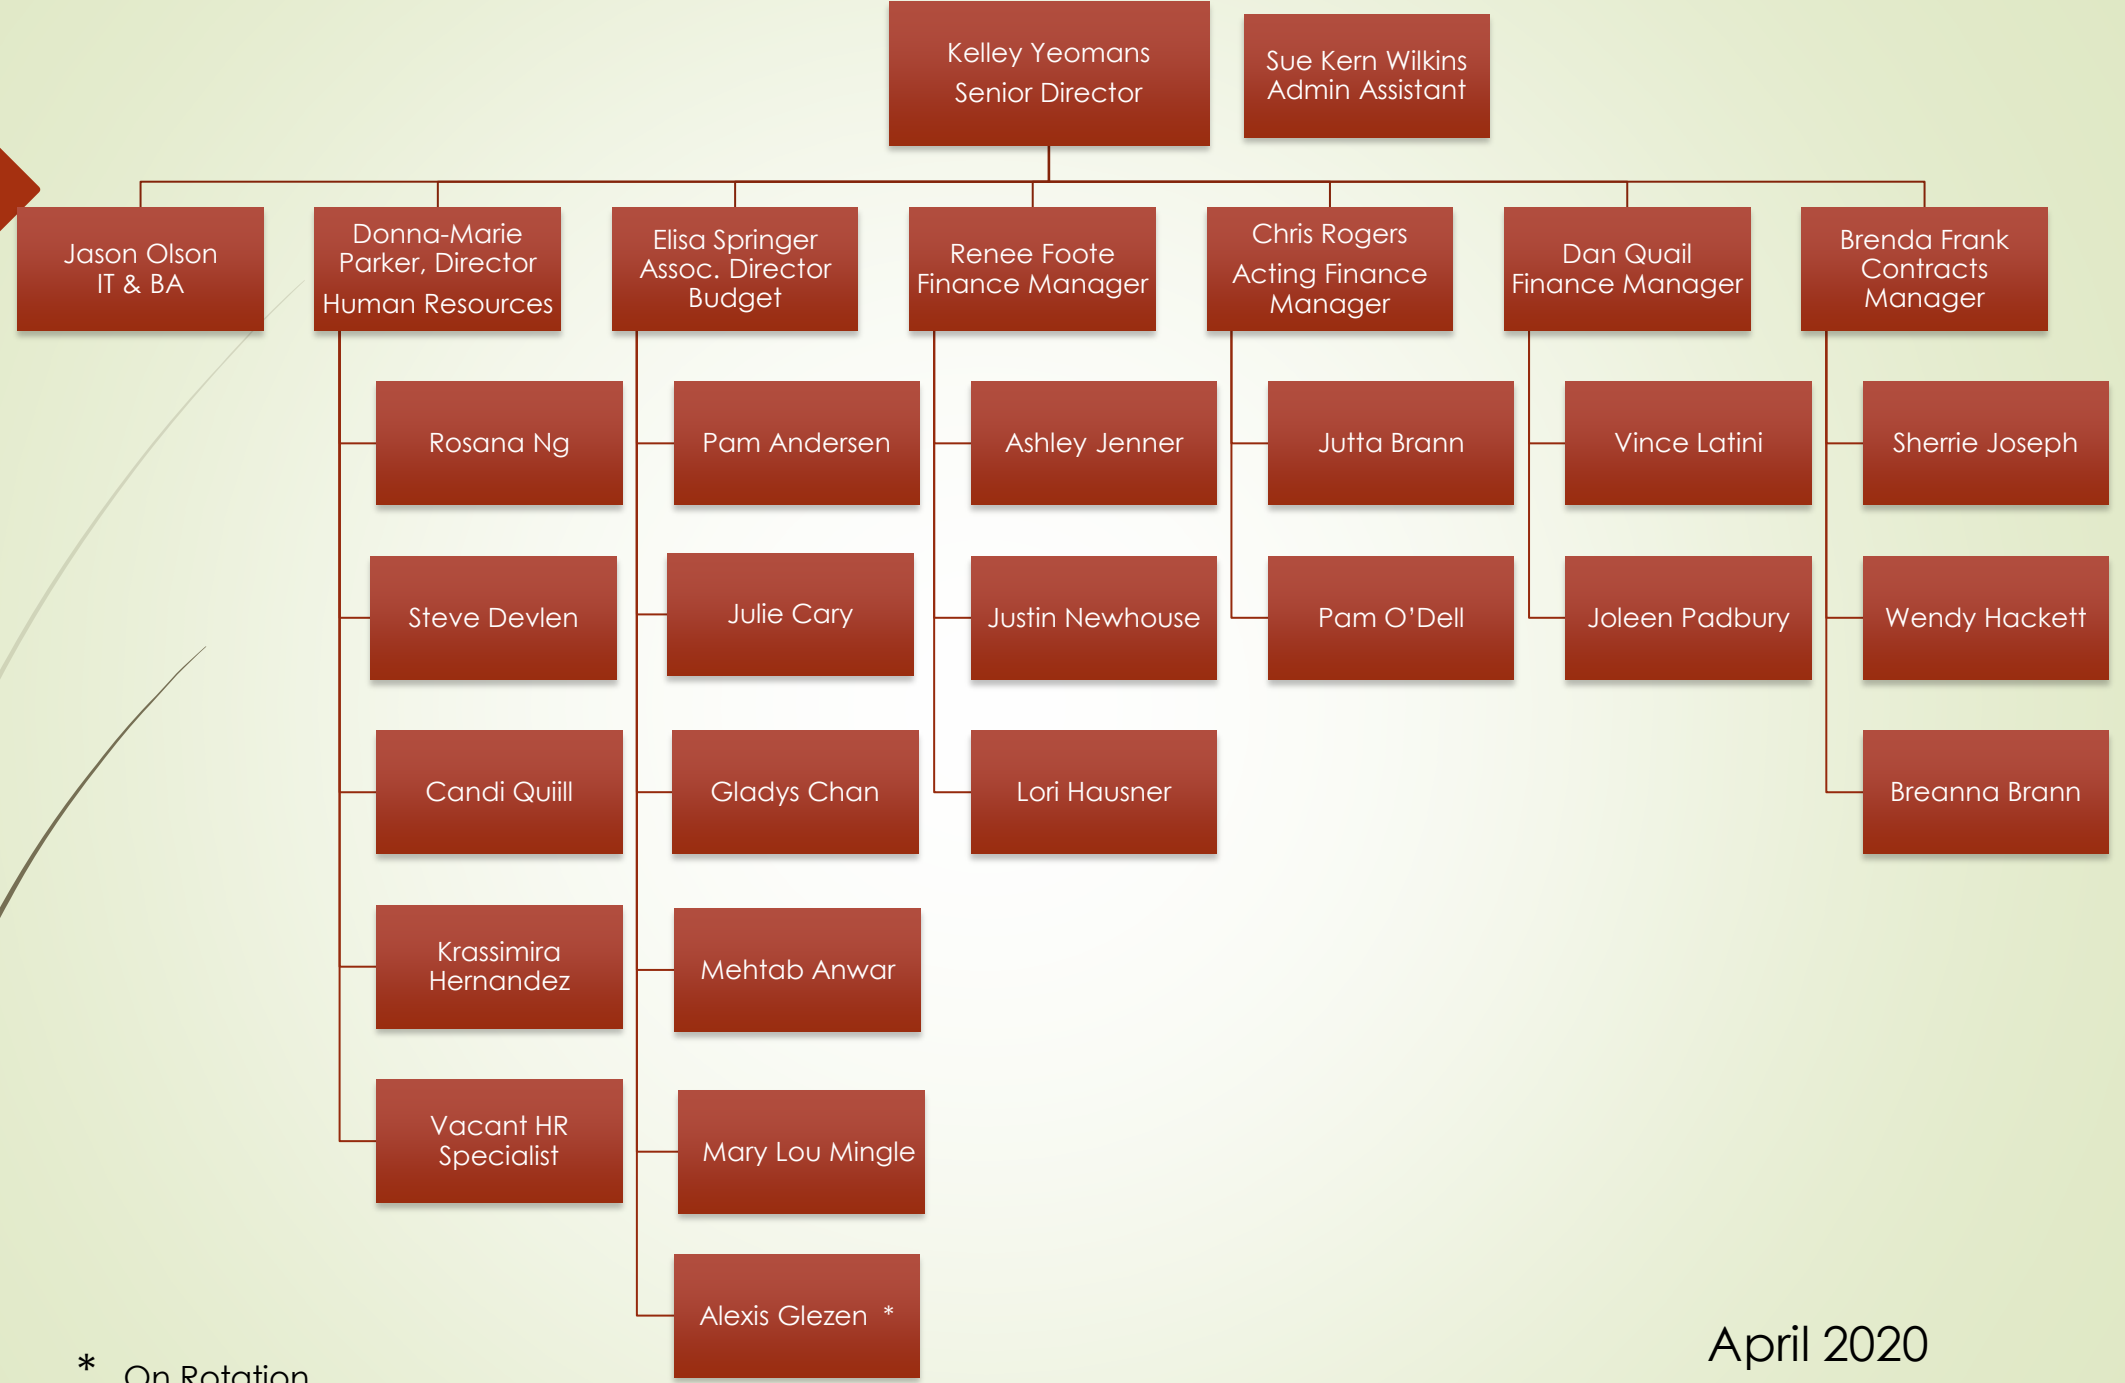 Kelley Yeomans
Senior Director
Sue Kern Wilkins
Admin Assistant
Jason Olson
IT & BA
Donna-Marie
Parker, Director
Human Resources
Elisa Springer
Assoc. Director
Budget
Renee Foote
Finance Manager
Chris Rogers
Acting Finance
Manager
Dan Quail
Finance Manager
Brenda Frank
Contracts
Manager
Rosana Ng
Pam Andersen
Ashley Jenner
Jutta Brann
Vince Latini
Sherrie Joseph
Steve Devlen
Julie Cary
Justin Newhouse
Pam O’Dell
Joleen Padbury
Wendy Hackett
Candi Quiill
Gladys Chan
Lori Hausner
Breanna Brann
Krassimira
Hernandez
Mehtab Anwar
Vacant HR
Specialist
Mary Lou Mingle
Alexis Glezen *
April 2020
* On Rotation